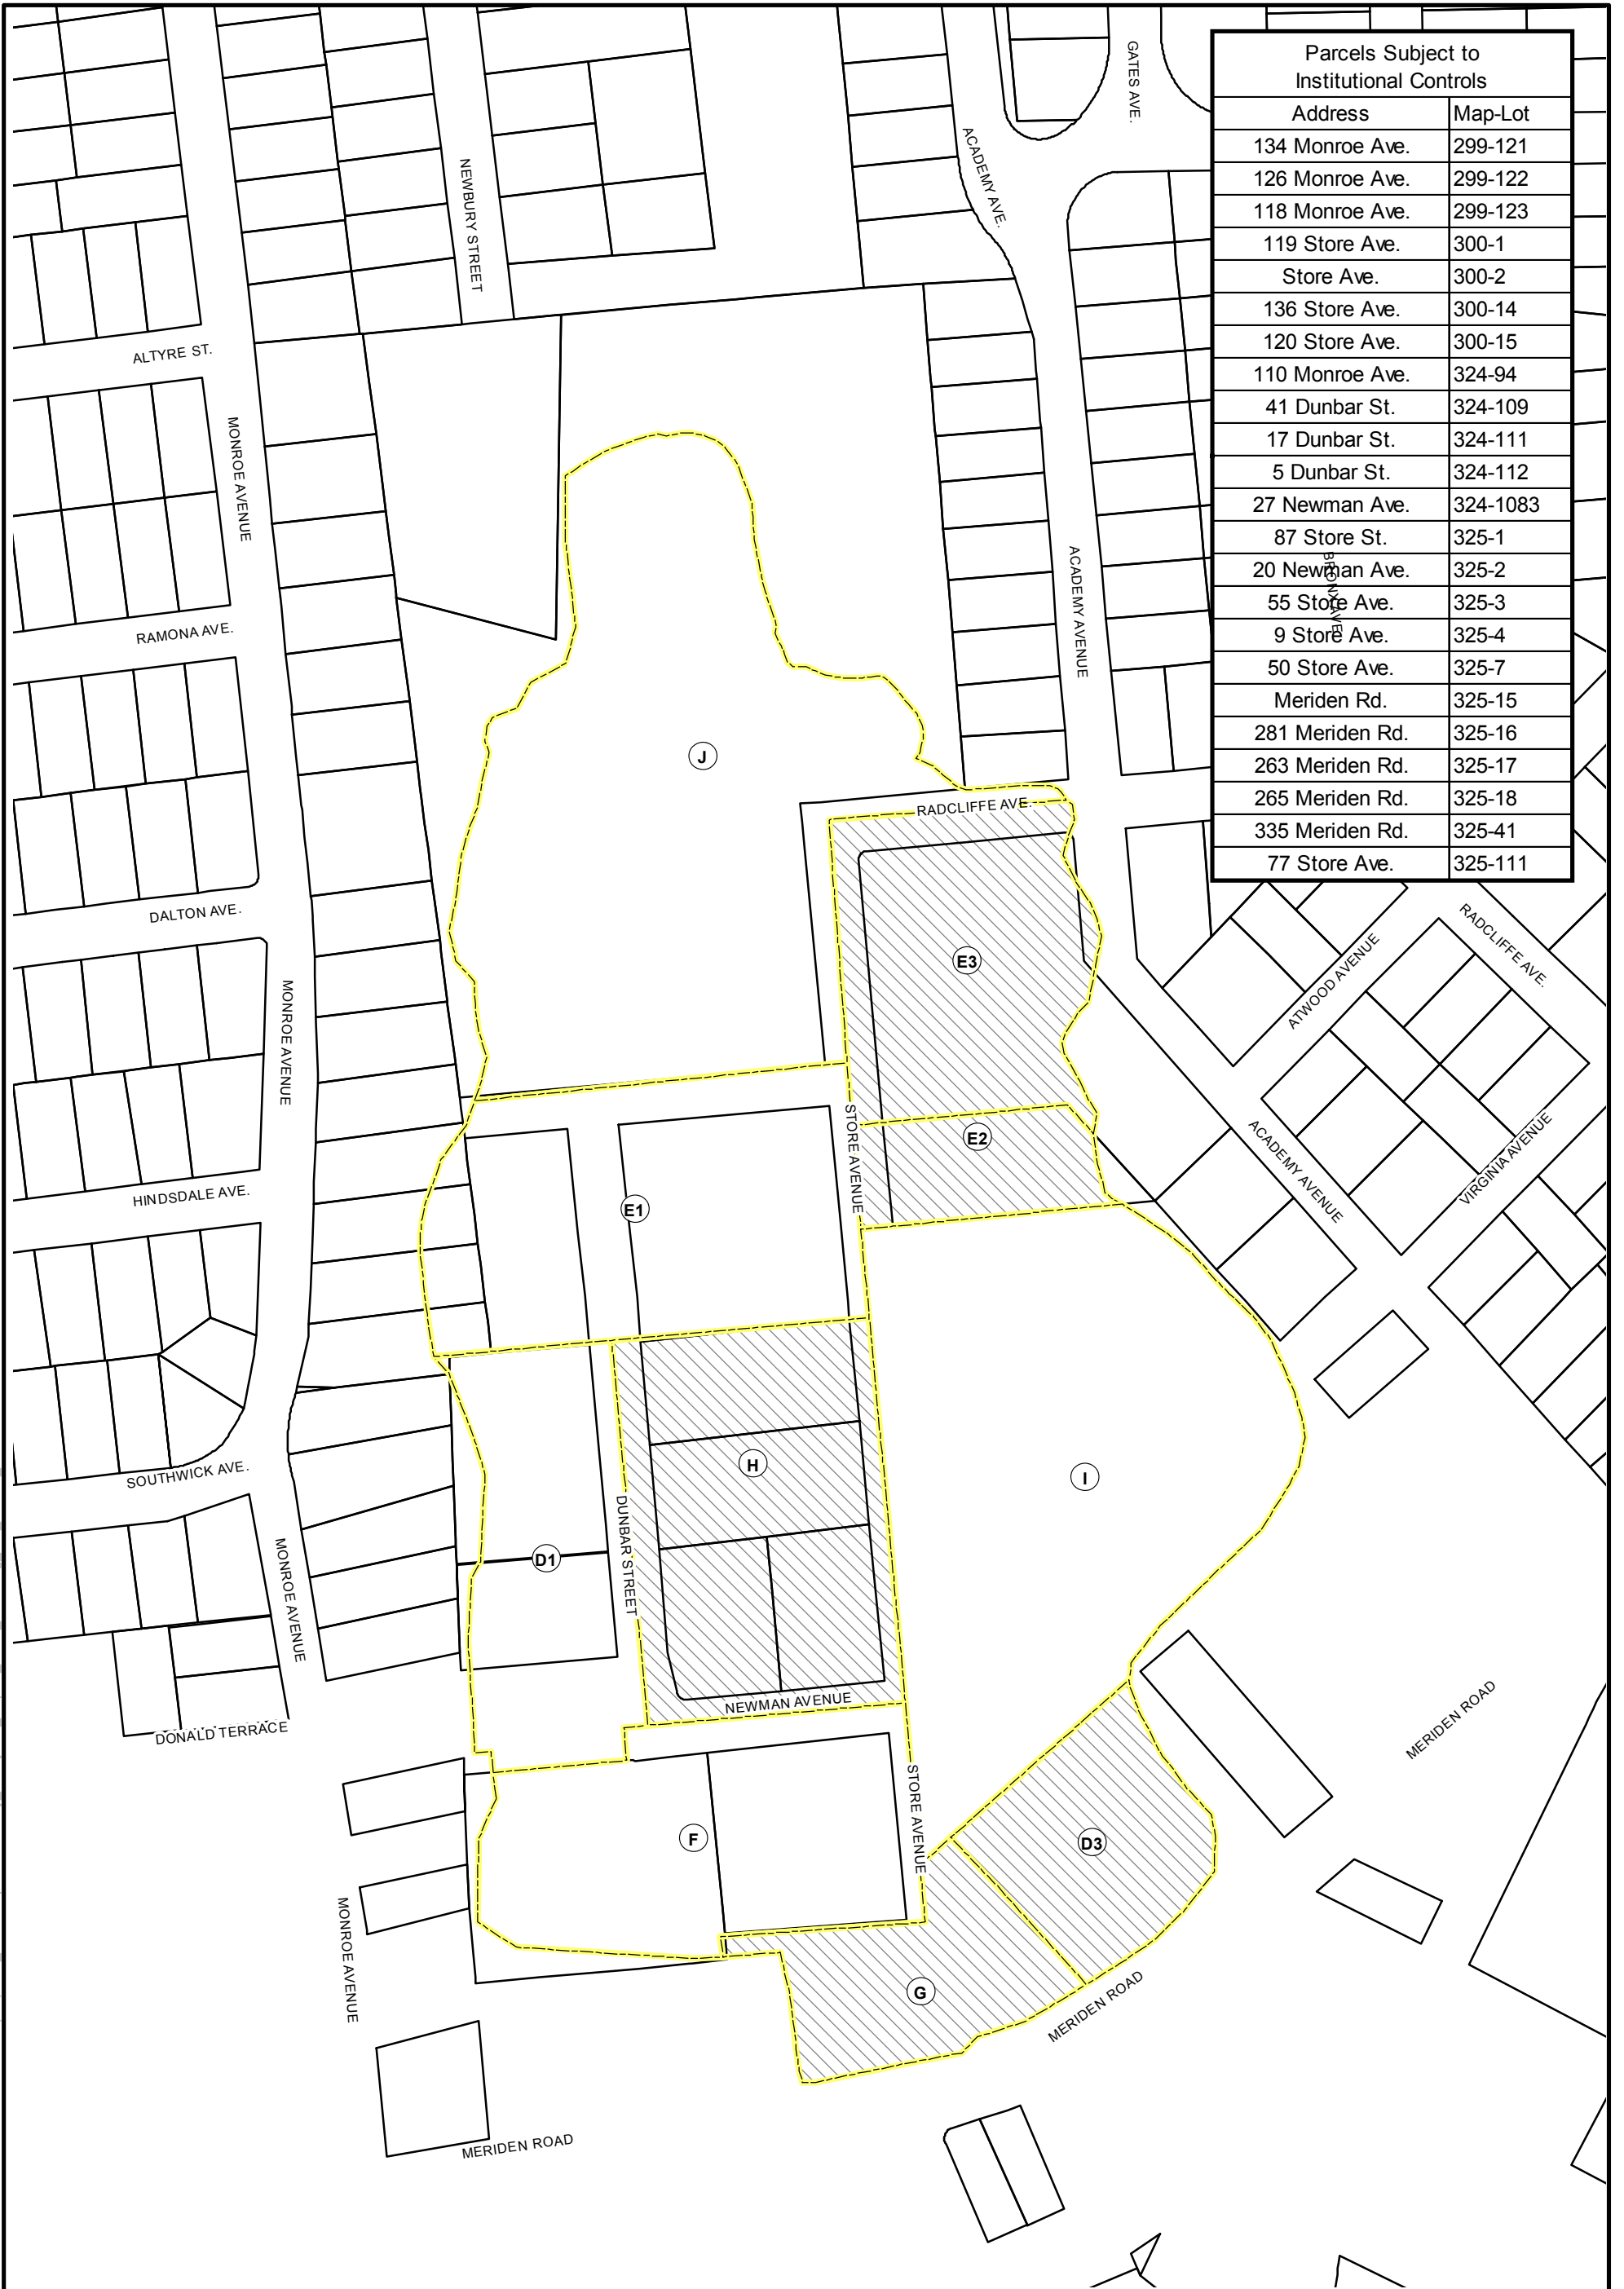 Parcels Subject to
Institutional Controls
Address Map-Lot
134 Monroe Ave. 299-121
126 Monroe Ave. 299-122
118 Monroe Ave. 299-123
119 Store Ave. 300-1
Store Ave. 300-2
136 Store Ave. 300-14
120 Store Ave. 300-15
110 Monroe Ave. 324-94
41 Dunbar St. 324-109
17 Dunbar St. 324-111
5 Dunbar St. 324-112
27 Newman Ave. 324-1083
87 Store St. 325-1
20 Newman Ave. 325-2
55 Store Ave. 325-3
9 Store Ave. 325-4
50 Store Ave. 325-7
Meriden Rd. 325-15
281 Meriden Rd. 325-16
263 Meriden Rd. 325-17
265 Meriden Rd. 325-18
335 Meriden Rd. 325-41
77 Store Ave. 325-111
BRONX AVE.
GATES AVE.
ACADEMY AVE.
NEWBURY STREET
ALTYRE ST.
MONROE AVENUE
RAMONA AVE.
ACADEMY AVENUE
J
RADCLIFFE AVE.
DALTON AVE.
RADCLIFFE AVE.
ATWOOD AVENUE
E3
MONROE AVENUE
STORE AVENUE
E2
ACADEMY AVENUE
VIRGINIA AVENUE
HINDSDALE AVE.
E1
H
I
SOUTHWICK AVE.
DUNBAR STREET
D1
MONROE AVENUE
NEWMAN AVENUE
DONALD TERRACE
MERIDEN ROAD
STORE AVENUE
F
D3
MONROE AVENUE
G
MERIDEN ROAD
MERIDEN ROAD